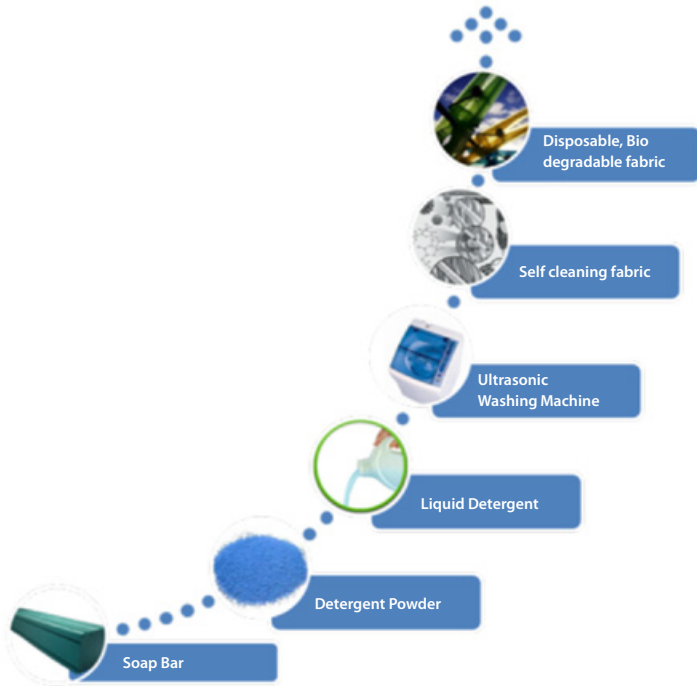 Disposable, Bio
degradable fabric
Self cleaning fabric
Ultrasonic
Washing Machine
Liquid Detergent
Detergent Powder
Soap Bar